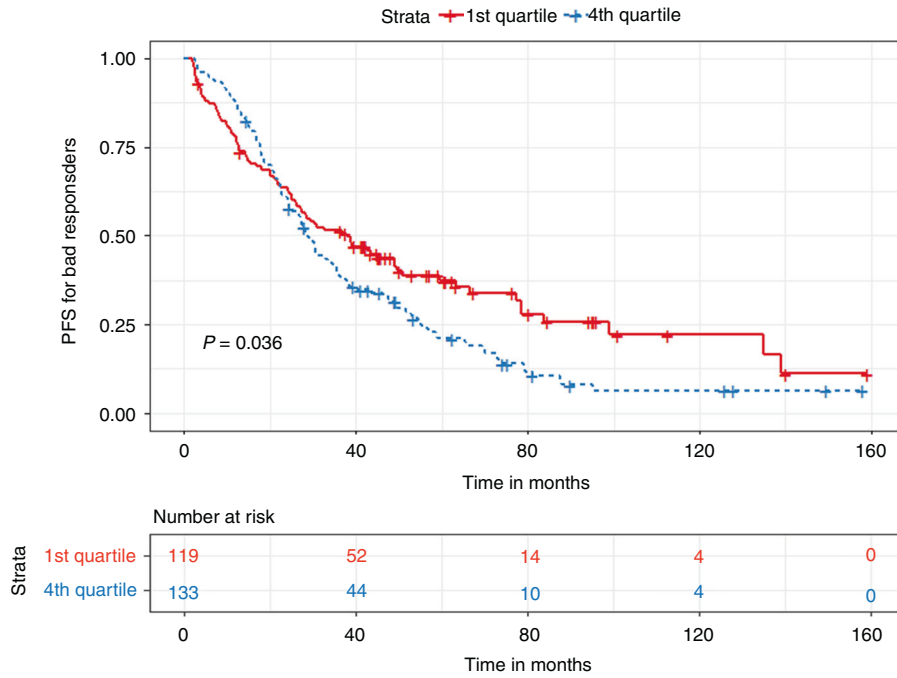 Strata 1st quartile 4th quartile
PFS for bad responsders
1.00
0.75
0.50
0.25
0.00
P = 0.036
0 40 80 120 160
Time in months
Number at risk
Strata
1st quartile 119 52 14 4 0
4th quartile 133 44 10 4 0
0 40 80 120 160
Time in months